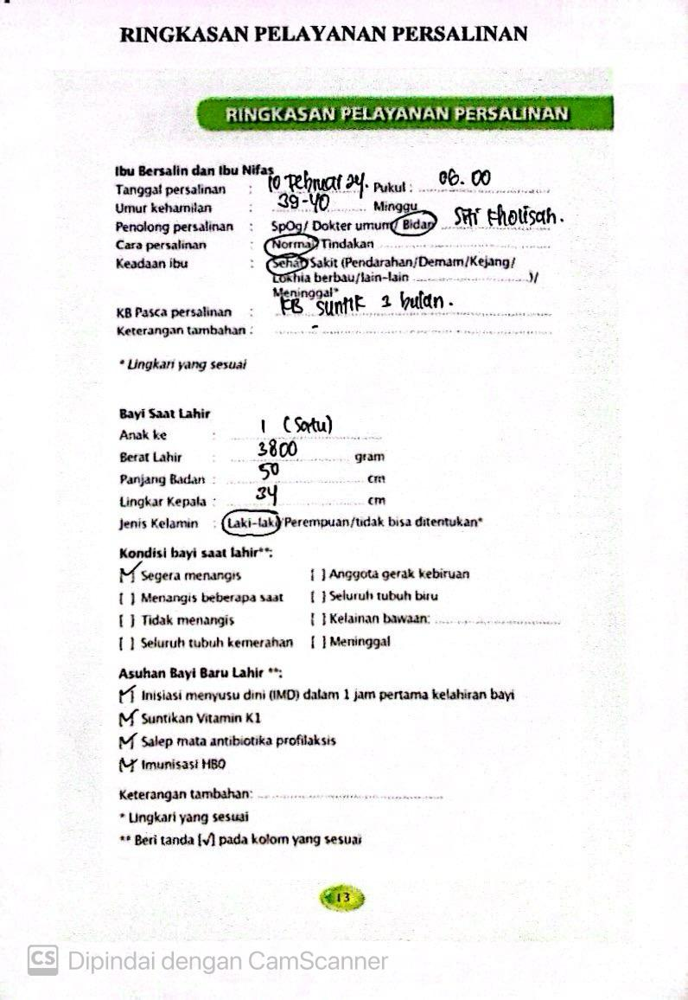 RINGKASAN PELAYANAN PERSALINAN
RINGKASAN PELAYANAN PERSALINAN
Ibu Bersalin dan Ibu Nifas
Tanggal persalinan : 10 Februari 24. Pukul : 06.00
Umur kehamilan : 39-40 Minggu
Penolong persalinan : SpOg/ Dokter umum/ Bidan Siti Kholisah.
Cara persalinan : Normal/Tindakan
Keadaan ibu : Sehat/Sakit (Pendarahan/Demam/Kejang/
Lokhia berbau/lain-lain )/
Meninggal*
KB Pasca persalinan : KB suntik 3 bulan.
Keterangan tambahan : -
* Lingkari yang sesuai
Bayi Saat Lahir
Anak ke : 1 (Satu)
Berat Lahir : 3800 gram
Panjang Badan : 50 cm
Lingkar Kepala : 34 cm
Jenis Kelamin : Laki-laki/Perempuan/tidak bisa ditentukan*
Kondisi bayi saat lahir**:
[✓] Segera menangis [ ] Anggota gerak kebiruan
[ ] Menangis beberapa saat [ ] Seluruh tubuh biru
[ ] Tidak menangis [ ] Kelainan bawaan:
[ ] Seluruh tubuh kemerahan [ ] Meninggal
Asuhan Bayi Baru Lahir **:
[✓] Inisiasi menyusu dini (IMD) dalam 1 jam pertama kelahiran bayi
[✓] Suntikan Vitamin K1
[✓] Salep mata antibiotika profilaksis
[✓] Imunisasi HB0
Keterangan tambahan:
* Lingkari yang sesuai
** Beri tanda [√] pada kolom yang sesuai
13
CS Dipindai dengan CamScanner